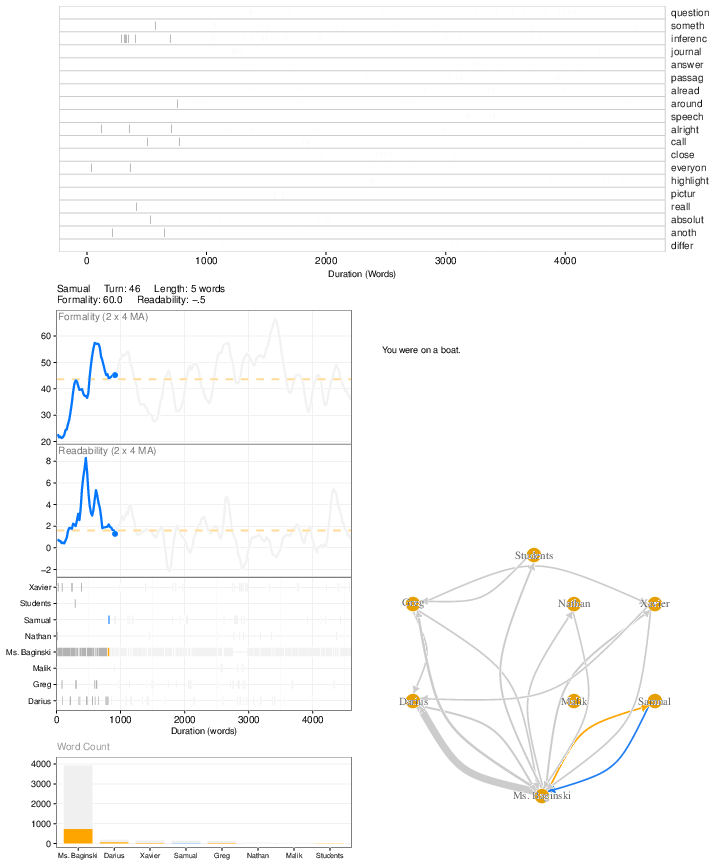 question
someth
inferenc
journal
answer
passag
alread
around
speech
alright
call
close
everyon
highlight
pictur
reall
absolut
anoth
differ
0 1000 2000 3000 4000
Duration (Words)
Samual Turn: 46 Length: 5 words
Formality: 60.0 Readability: −.5
Formality (2 x 4 MA)
60
50
40
30
20
You were on a boat.
Readability (2 x 4 MA)
8
6
4
2
0
−2
Xavier
Students
Samual
Nathan
Ms. Baginski
Malik
Greg
Darius
0 1000 2000 3000 4000
Duration (words)
Students
Greg Nathan Xavier
Darius Malik Samual
Ms. Baginski
Word Count
4000
3000
2000
1000
0
Ms. Baginski Darius Xavier Samual Greg Nathan Malik Students